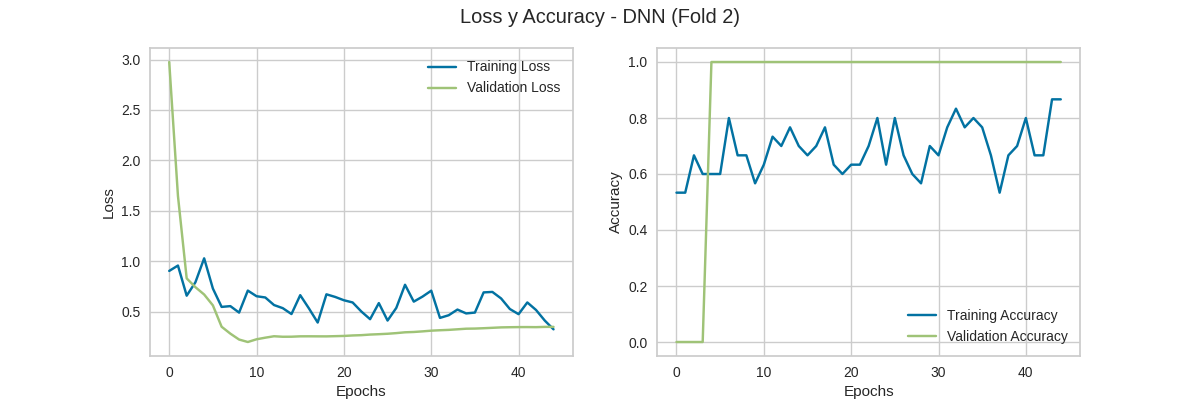 Loss y Accuracy - DNN (Fold 2)
3.0
2.5
2.0
1.5
1.0
0.5
Loss
Training Loss
Validation Loss
0 10 20 30 40
Epochs
1.0
0.8
0.6
0.4
0.2
0.0
Accuracy
Training Accuracy
Validation Accuracy
0 10 20 30 40
Epochs